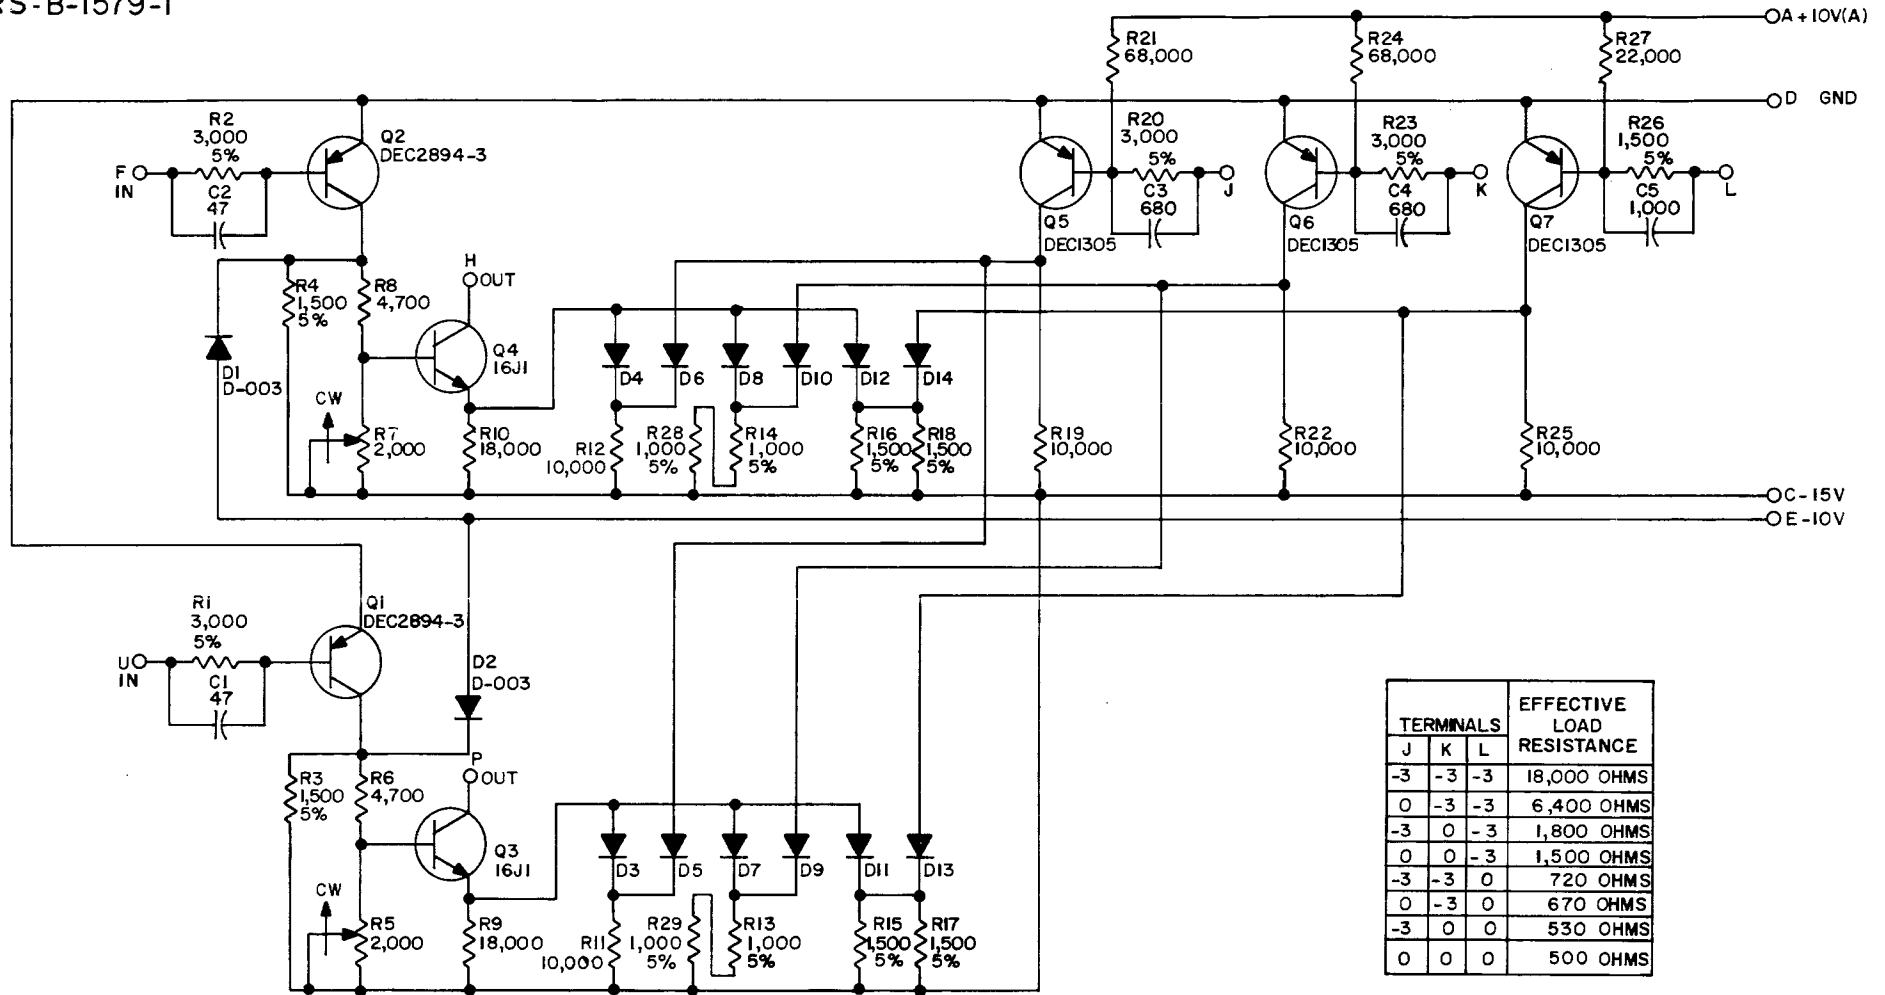 RS-B-1579-1
A +10V(A)
R21
68,000
R24
68,000
R27
22,000
D GND
R2
3,000
5%
Q2
DEC2894-3
F
IN
C2
47
R20
3,000
5%
J
C3
680
Q5
DEC1305
R23
3,000
5%
K
C4
680
Q6
DEC1305
R26
1,500
5%
L
C5
1,000
Q7
DEC1305
H
OUT
R4
1,500
5%
R8
4,700
D1
D-003
Q4
16J1
D4
D6
D8
D10
D12
D14
CW
R7
2,000
R10
18,000
R12
10,000
R28
1,000
5%
R14
1,000
5%
R16
1,500
5%
R18
1,500
5%
R19
10,000
R22
10,000
R25
10,000
C-15V
E-10V
R1
3,000
5%
Q1
DEC2894-3
U
IN
C1
47
D2
D-003
P
OUT
R3
1,500
5%
R6
4,700
Q3
16J1
D3
D5
D7
D9
D11
D13
CW
R5
2,000
R9
18,000
R11
10,000
R29
1,000
5%
R13
1,000
5%
R15
1,500
5%
R17
1,500
5%
TERMINALS
EFFECTIVE
LOAD
RESISTANCE
J K L
-3 -3 -3 18,000 OHMS
0 -3 -3 6,400 OHMS
-3 0 -3 1,800 OHMS
0 0 -3 1,500 OHMS
-3 -3 0 720 OHMS
0 -3 0 670 OHMS
-3 0 0 530 OHMS
0 0 0 500 OHMS